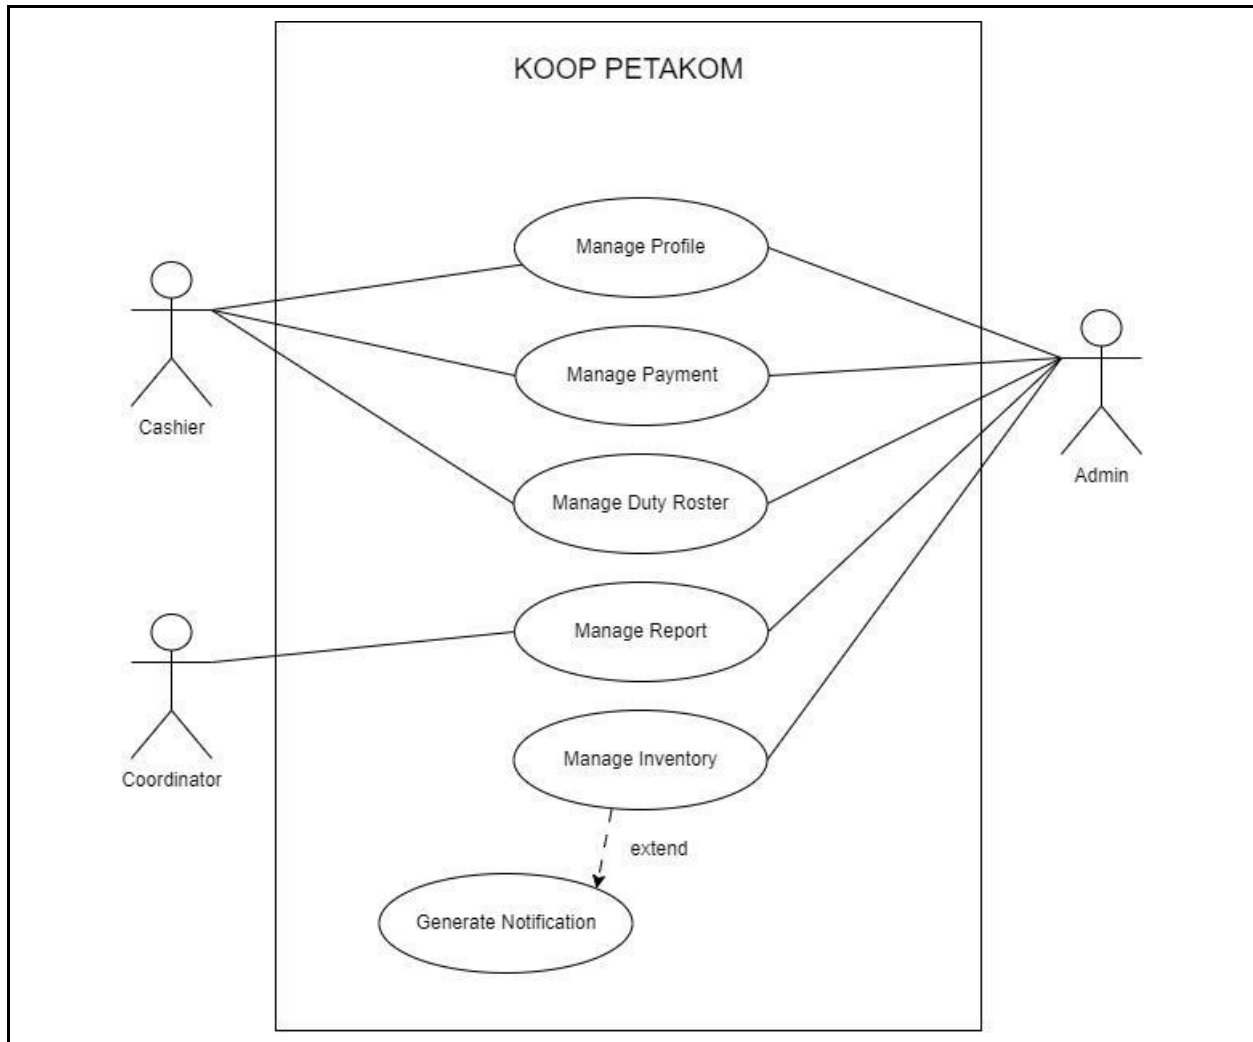 KOOP PETAKOM
Manage Profile
Manage Payment
Cashier
Admin
Manage Duty Roster
Manage Report
Manage Inventory
Coordinator
extend
Generate Notification